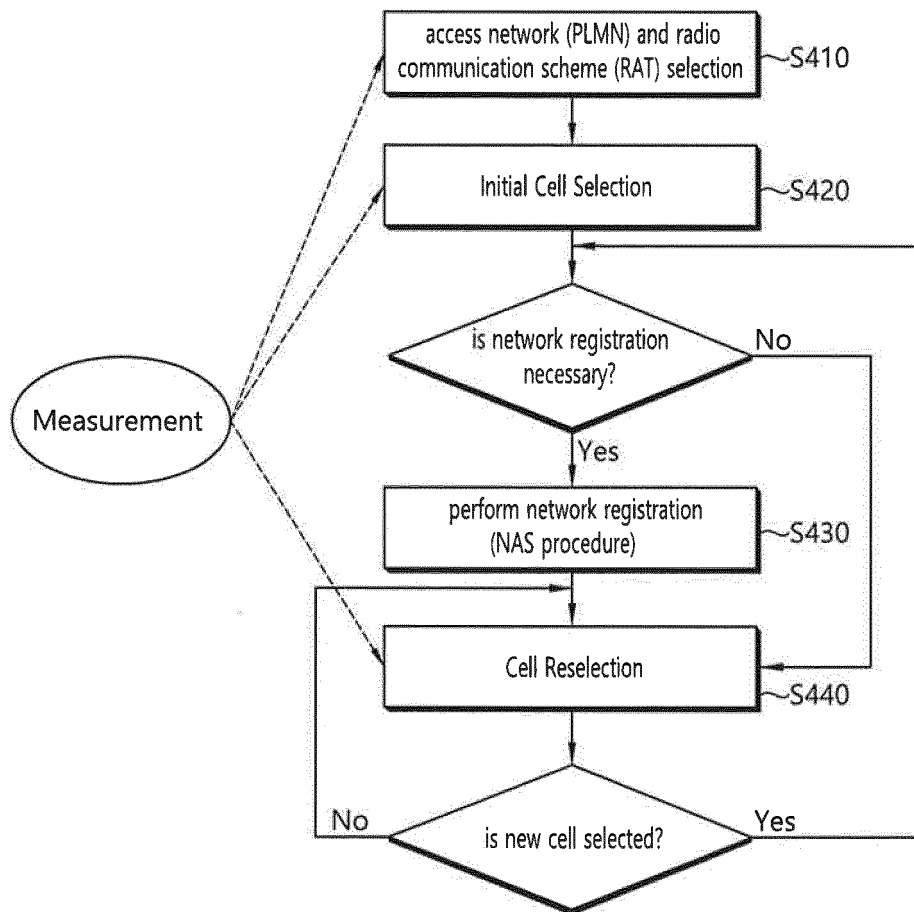 access network (PLMN) and radio
communication scheme (RAT) selection
S410
Initial Cell Selection
S420
is network registration
necessary?
No
Measurement
Yes
perform network registration
(NAS procedure)
S430
Cell Reselection
S440
No
is new cell selected?
Yes